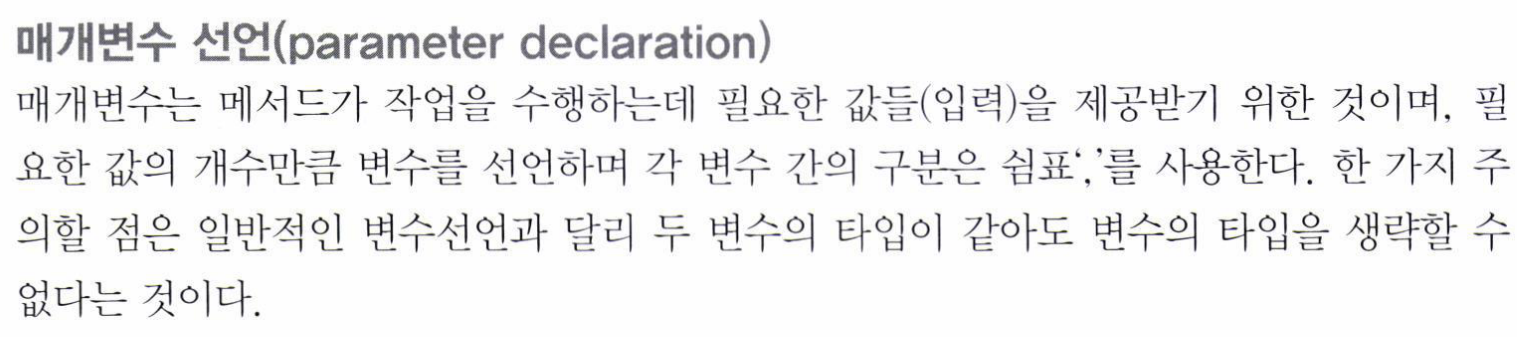 매개변수 선언(parameter declaration)
매개변수는 메서드가 작업을 수행하는데 필요한 값들(입력)을 제공받기 위한 것이며, 필
요한 값의 개수만큼 변수를 선언하며 각 변수 간의 구분은 쉼표‘,’를 사용한다. 한 가지 주
의할 점은 일반적인 변수선언과 달리 두 변수의 타입이 같아도 변수의 타입을 생략할 수
없다는 것이다.